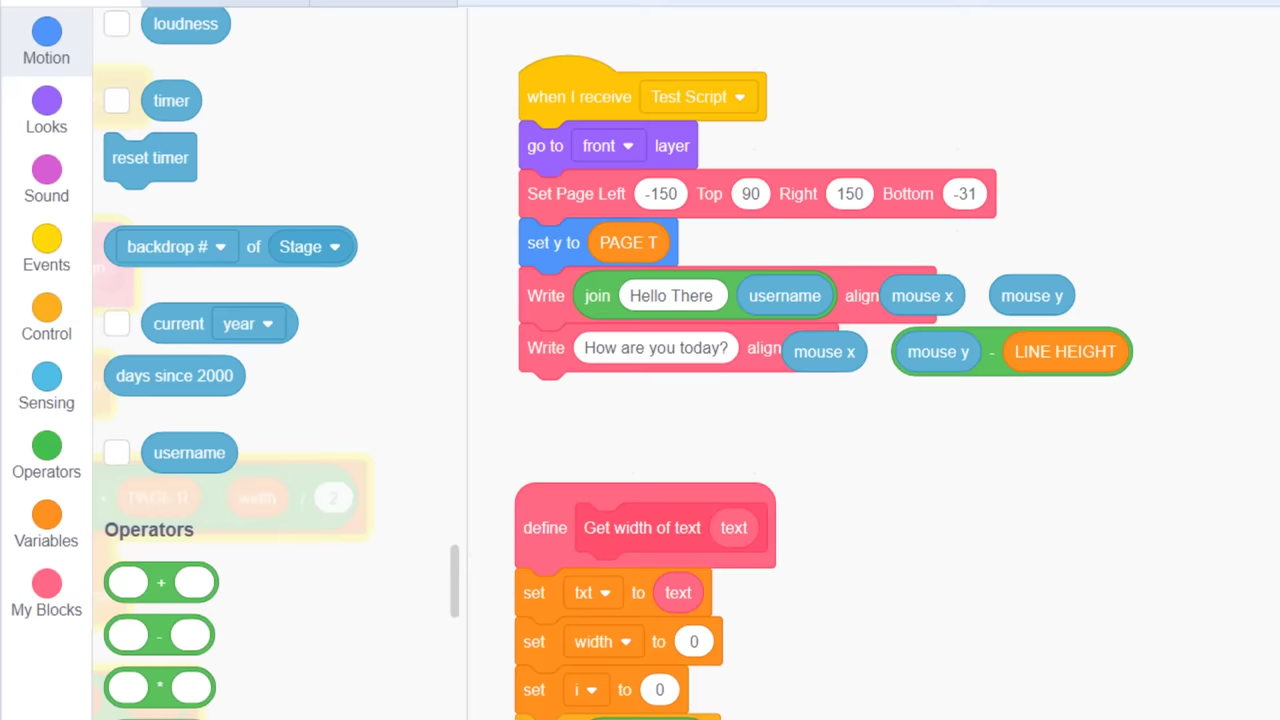 Motion
Looks
Sound
Events
Control
Sensing
Operators
Variables
My Blocks
loudness
timer
reset timer
backdrop # of Stage
current year
days since 2000
username
PAGE R width / 2
Operators
+
-
*
when I receive Test Script
go to front layer
Set Page Left -150 Top 90 Right 150 Bottom -31
set y to PAGE T
Write join Hello There username align mouse x mouse y
Write How are you today? align mouse x mouse y - LINE HEIGHT
define Get width of text text
set txt to text
set width to 0
set i to 0